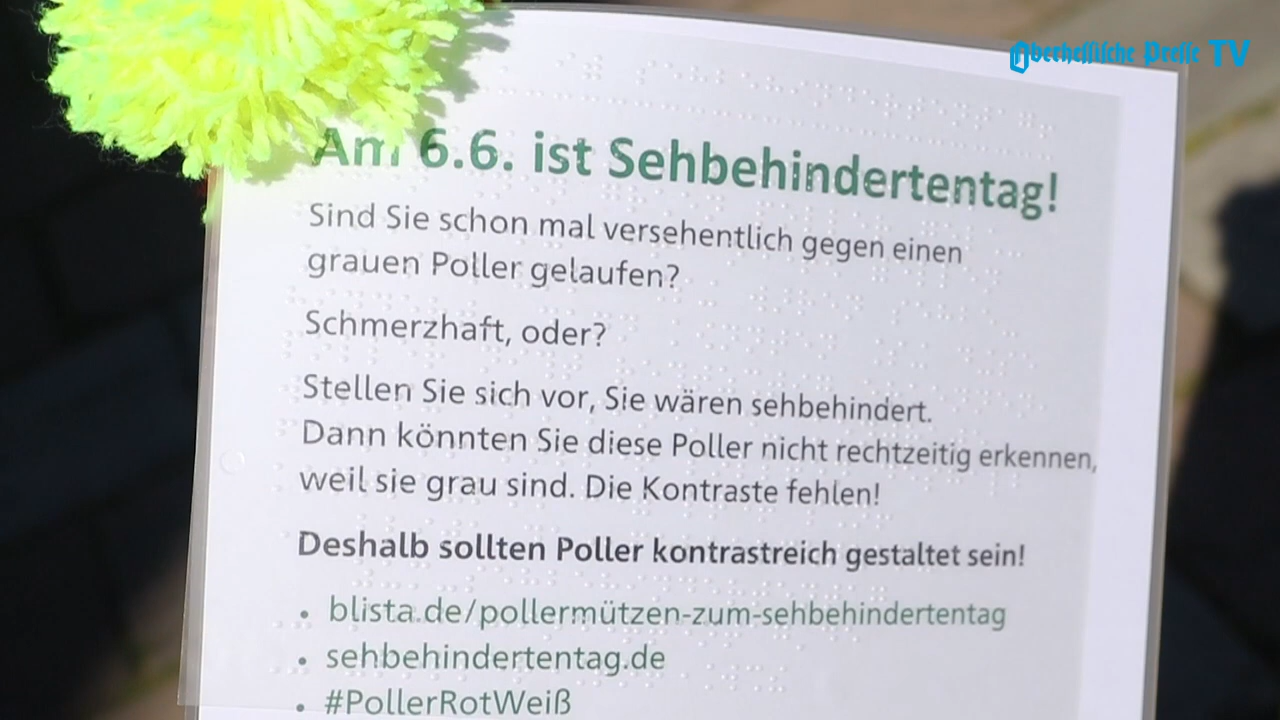 Oberhessische Presse TV
Am 6.6. ist Sehbehindertentag!
Sind Sie schon mal versehentlich gegen einen
grauen Poller gelaufen?
Schmerzhaft, oder?
Stellen Sie sich vor, Sie wären sehbehindert.
Dann könnten Sie diese Poller nicht rechtzeitig erkennen,
weil sie grau sind. Die Kontraste fehlen!
Deshalb sollten Poller kontrastreich gestaltet sein!
• blista.de/pollermützen-zum-sehbehindertentag
• sehbehindertentag.de
• #PollerRotWeiß